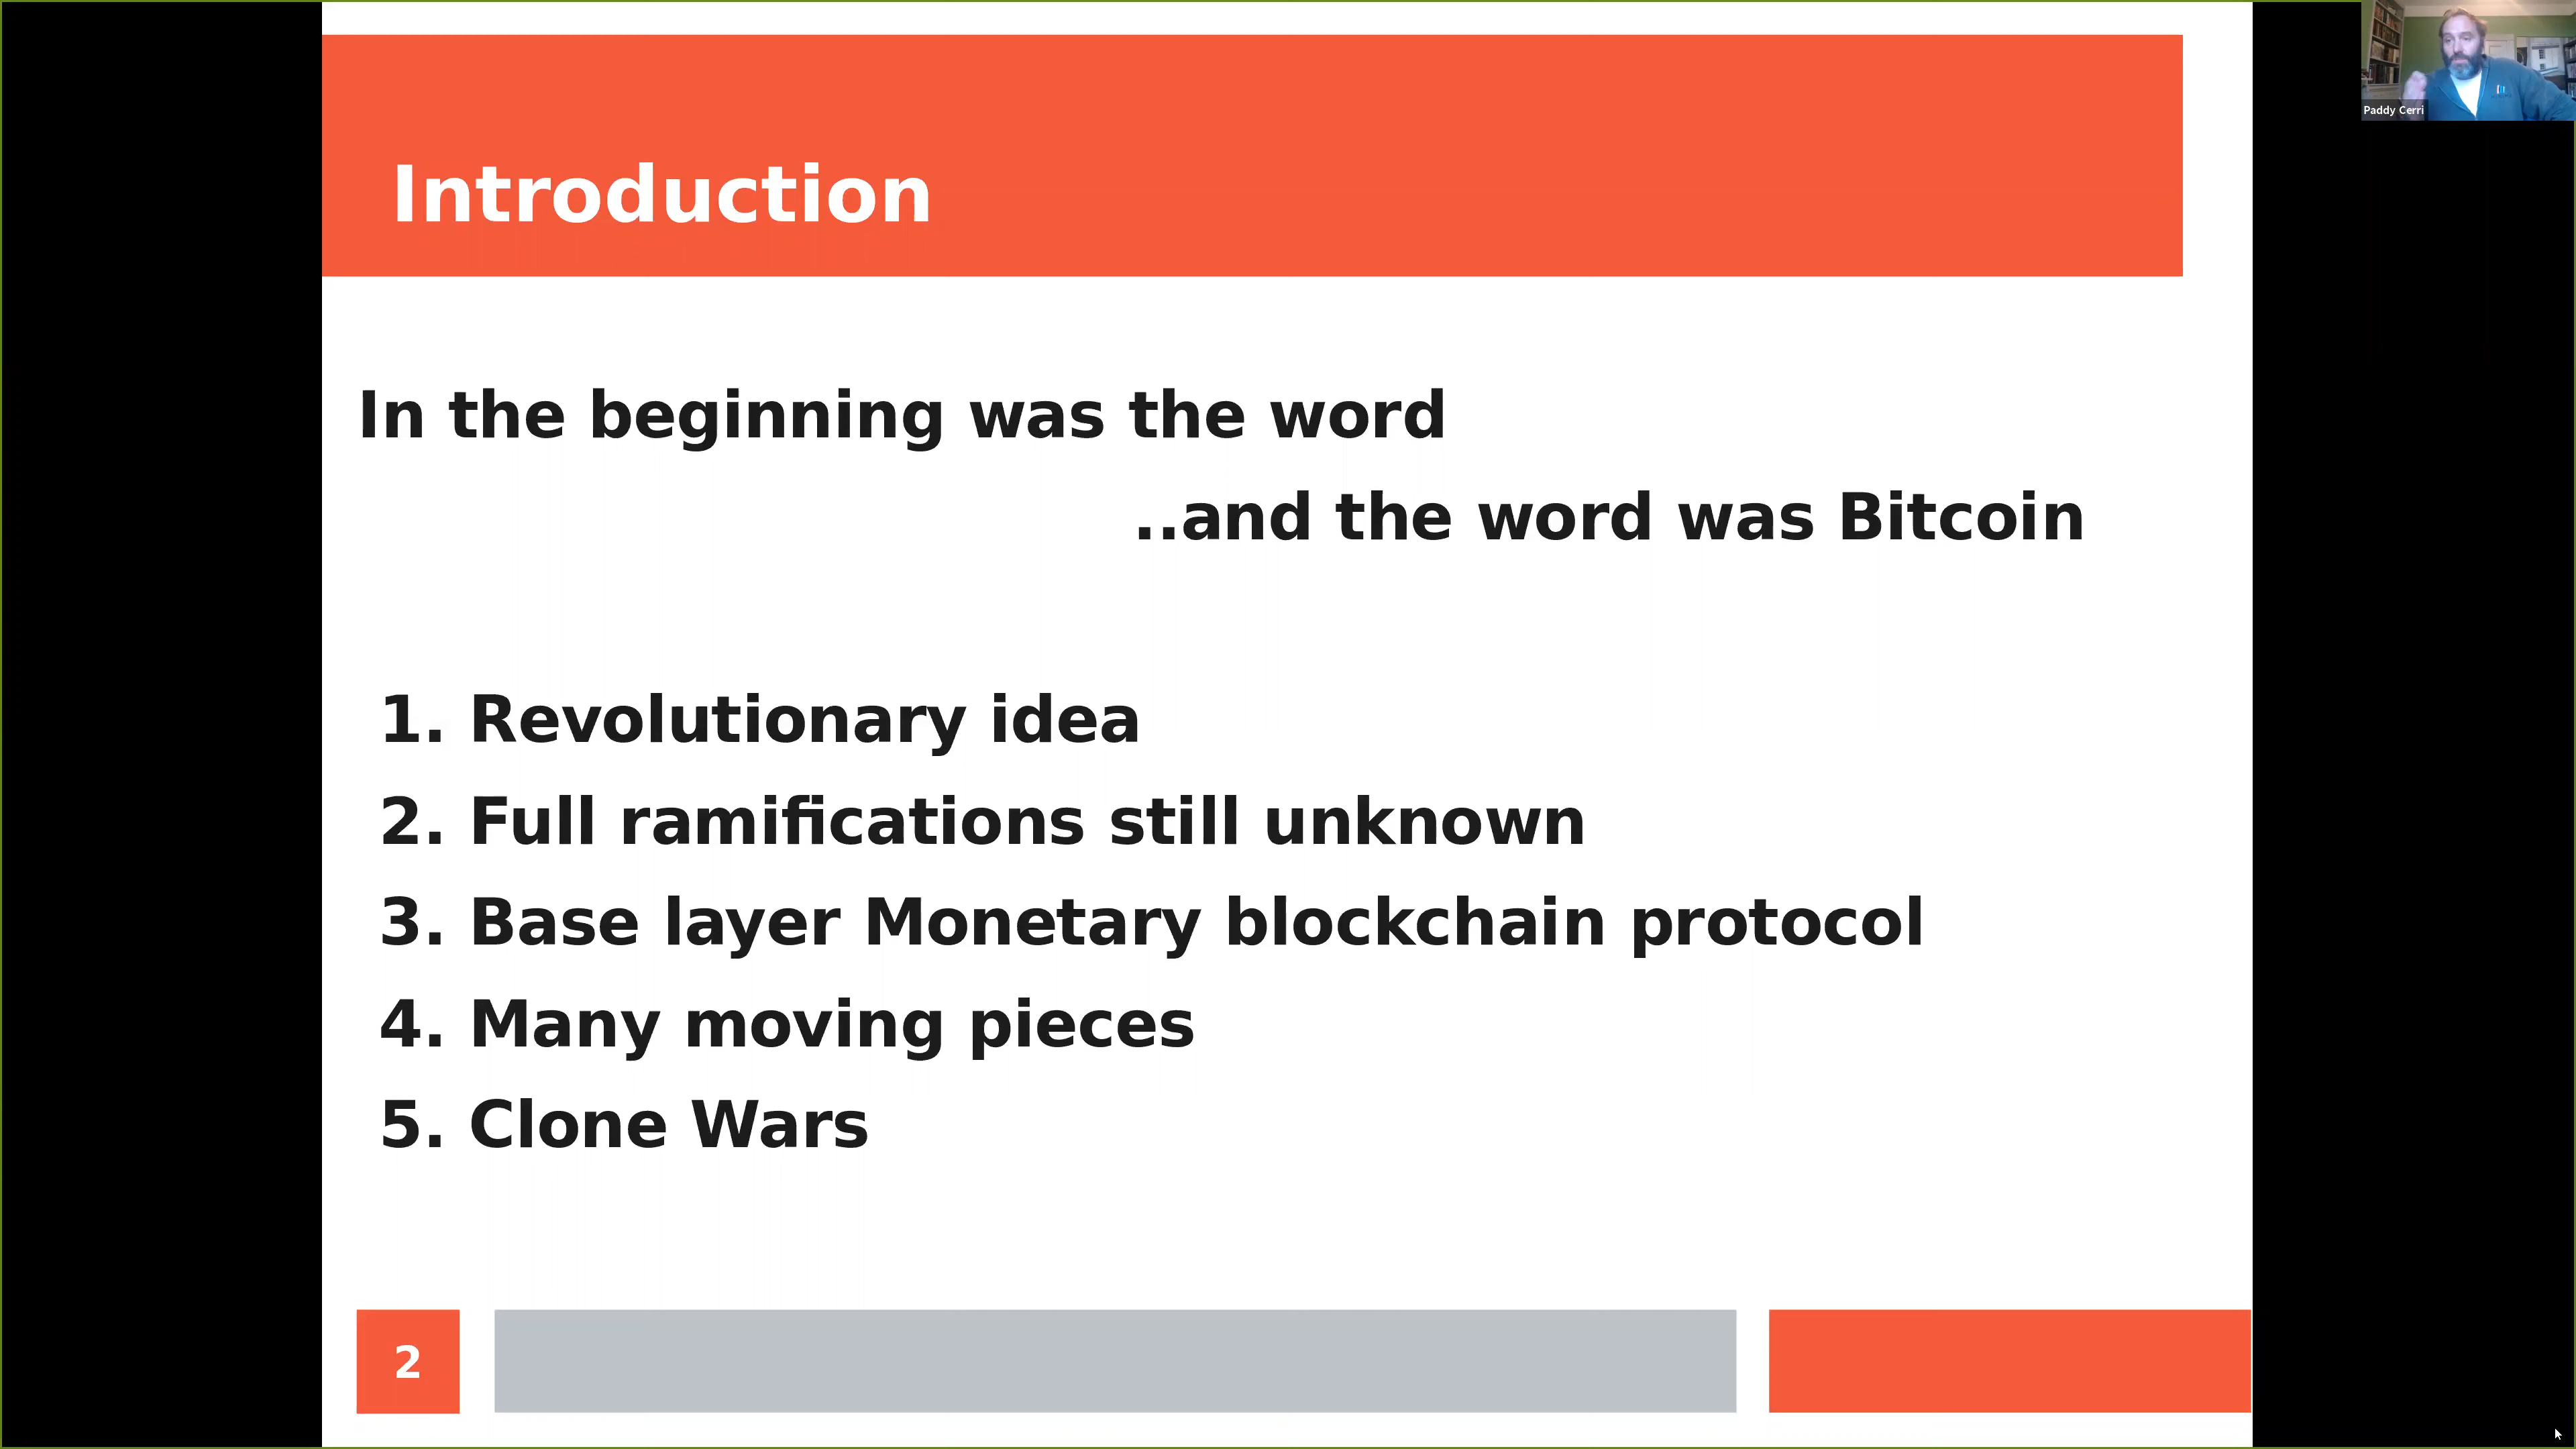 Paddy Cerri
Introduction
In the beginning was the word
..and the word was Bitcoin
1. Revolutionary idea
2. Full ramifications still unknown
3. Base layer Monetary blockchain protocol
4. Many moving pieces
5. Clone Wars
2